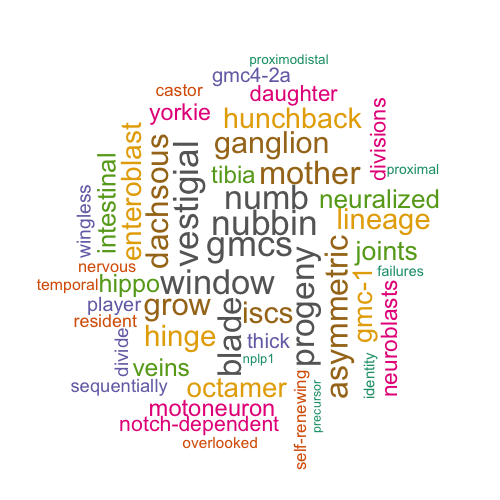 proximodistal
gmc4-2a
castor
daughter
yorkie
hunchback
divisions
ganglion
enteroblast
dachsous
vestigial
intestinal
tibia
mother
proximal
wingless
numb
neuralized
nubbin
lineage
gmcs
joints
nervous
failures
temporal
hippo
window
progeny
asymmetric
gmc-1
neuroblasts
player
grow
blade
iscs
resident
divide
hinge
thick
nplp1
veins
identity
sequentially
octamer
self-renewing
precursor
motoneuron
notch-dependent
overlooked